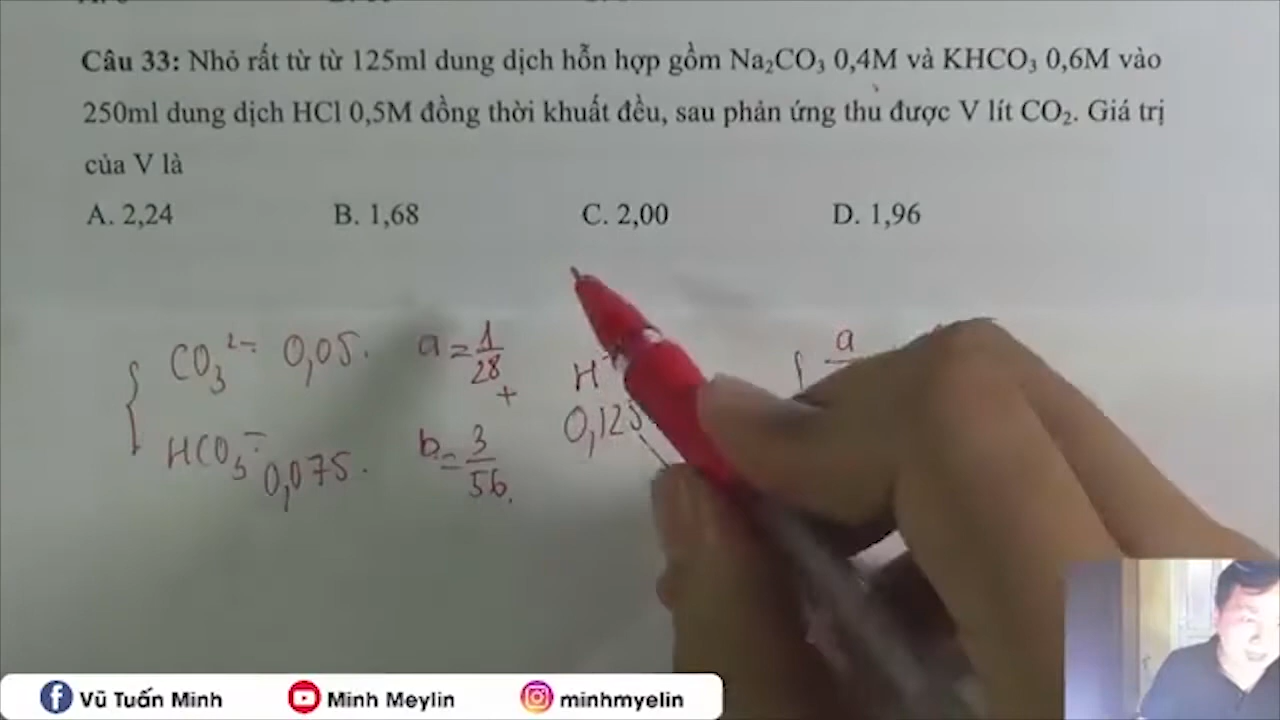 Câu 33: Nhỏ rất từ từ 125ml dung dịch hỗn hợp gồm Na₂CO₃ 0,4M và KHCO₃ 0,6M vào
250ml dung dịch HCl 0,5M đồng thời khuất đều, sau phản ứng thu được V lít CO₂. Giá trị
của V là
A. 2,24 B. 1,68 C. 2,00 D. 1,96
CO₃²⁻ 0,05. a = 1/28 H⁺ a
+
HCO₃⁻ 0,075. b = 3/56. 0,125
Vũ Tuấn Minh Minh Meylin minhmyelin